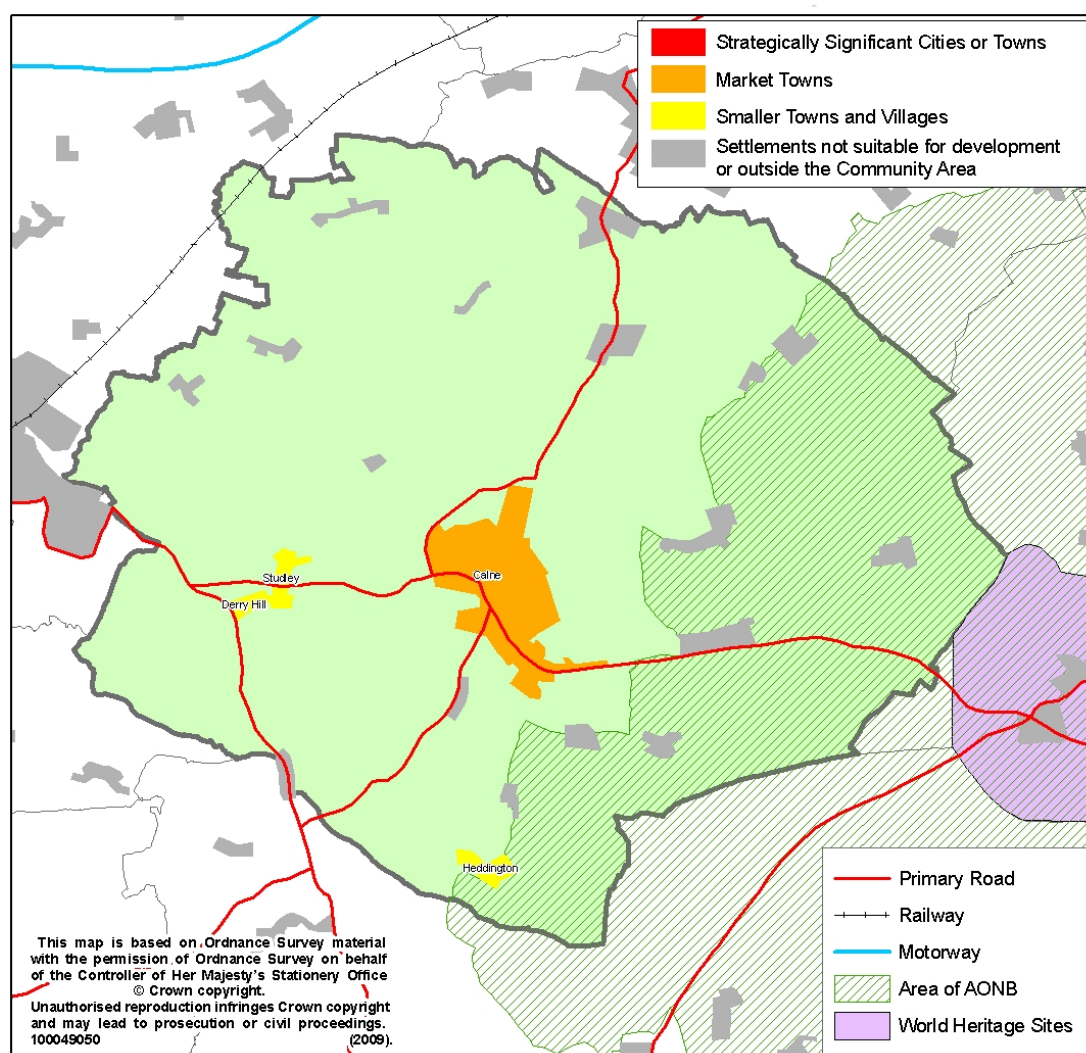 Strategically Significant Cities or Towns
Market Towns
Smaller Towns and Villages
Settlements not suitable for development
or outside the Community Area
Studley
Calne
Derry Hill
Heddington
Primary Road
Railway
Motorway
Area of AONB
World Heritage Sites
This map is based on Ordnance Survey material
with the permission of Ordnance Survey on behalf
of the Controller of Her Majesty's Stationery Office
© Crown copyright.
Unauthorised reproduction infringes Crown copyright
and may lead to prosecution or civil proceedings.
100049050 (2009).